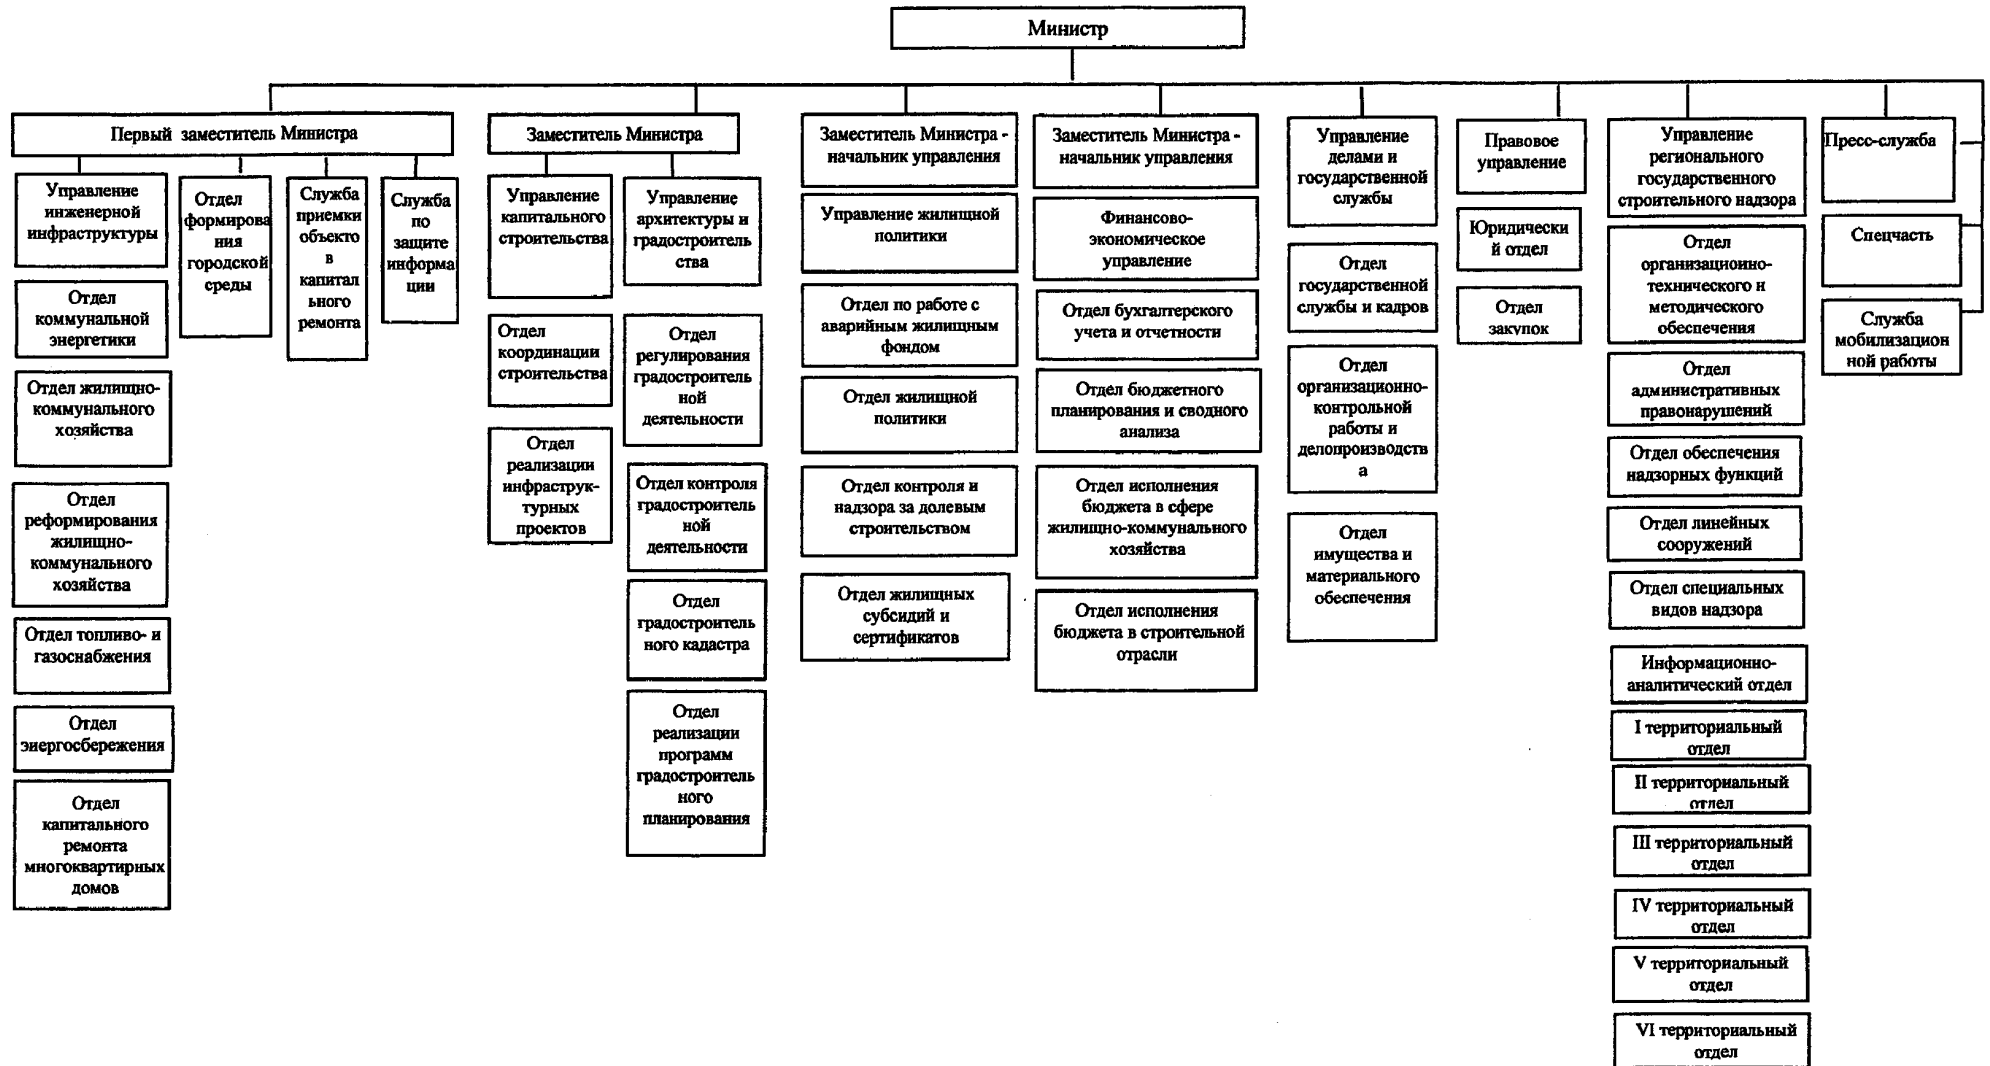 Министр
Первый заместитель Министра
Управление
инженерной
инфраструктуры
Отдел
коммунальной
энергетики
Отдел жилищно-
коммунального
хозяйства
Отдел
реформирования
жилищно-
коммунального
хозяйства
Отдел топливо- и
газоснабжения
Отдел
энергосбережения
Отдел
капитального
ремонта
многоквартирных
домов
Отдел
формирова
ния
городской
среды
Служба
приемки
объекто
в
капитал
ьного
ремонта
Служба
по
защите
информа
ции
Заместитель Министра
Управление
капитального
строительства
Отдел
координации
строительства
Отдел
реализации
инфраструк-
турных
проектов
Управление
архитектуры и
градостроитель
ства
Отдел
регулирования
градостроитель
ной
деятельности
Отдел контроля
градостроитель
ной
деятельности
Отдел
градостроитель
ного кадастра
Отдел
реализации
программ
градостроитель
ного
планирования
Заместитель Министра -
начальник управления
Управление жилищной
политики
Отдел по работе с
аварийным жилищным
фондом
Отдел жилищной
политики
Отдел контроля и
надзора за долевым
строительством
Отдел жилищных
субсидий и
сертификатов
Заместитель Министра -
начальник управления
Финансово-
экономическое
управление
Отдел бухгалтерского
учета и отчетности
Отдел бюджетного
планирования и сводного
анализа
Отдел исполнения
бюджета в сфере
жилищно-коммунального
хозяйства
Отдел исполнения
бюджета в строительной
отрасли
Управление
делами и
государственной
службы
Отдел
государственной
службы и кадров
Отдел
организационно-
контрольной
работы и
делопроизводств
а
Отдел
имущества и
материального
обеспечения
Правовое
управление
Юридически
й отдел
Отдел
закупок
Управление
регионального
государственного
строительного надзора
Отдел
организационно-
технического и
методического
обеспечения
Отдел
административных
правонарушений
Отдел обеспечения
надзорных функций
Отдел линейных
сооружений
Отдел специальных
видов надзора
Информационно-
аналитический отдел
I территориальный
отдел
II территориальный
отдел
III территориальный
отдел
IV территориальный
отдел
V территориальный
отдел
VI территориальный
отдел
Пресс-служба
Спецчасть
Служба
мобилизацион
ной работы